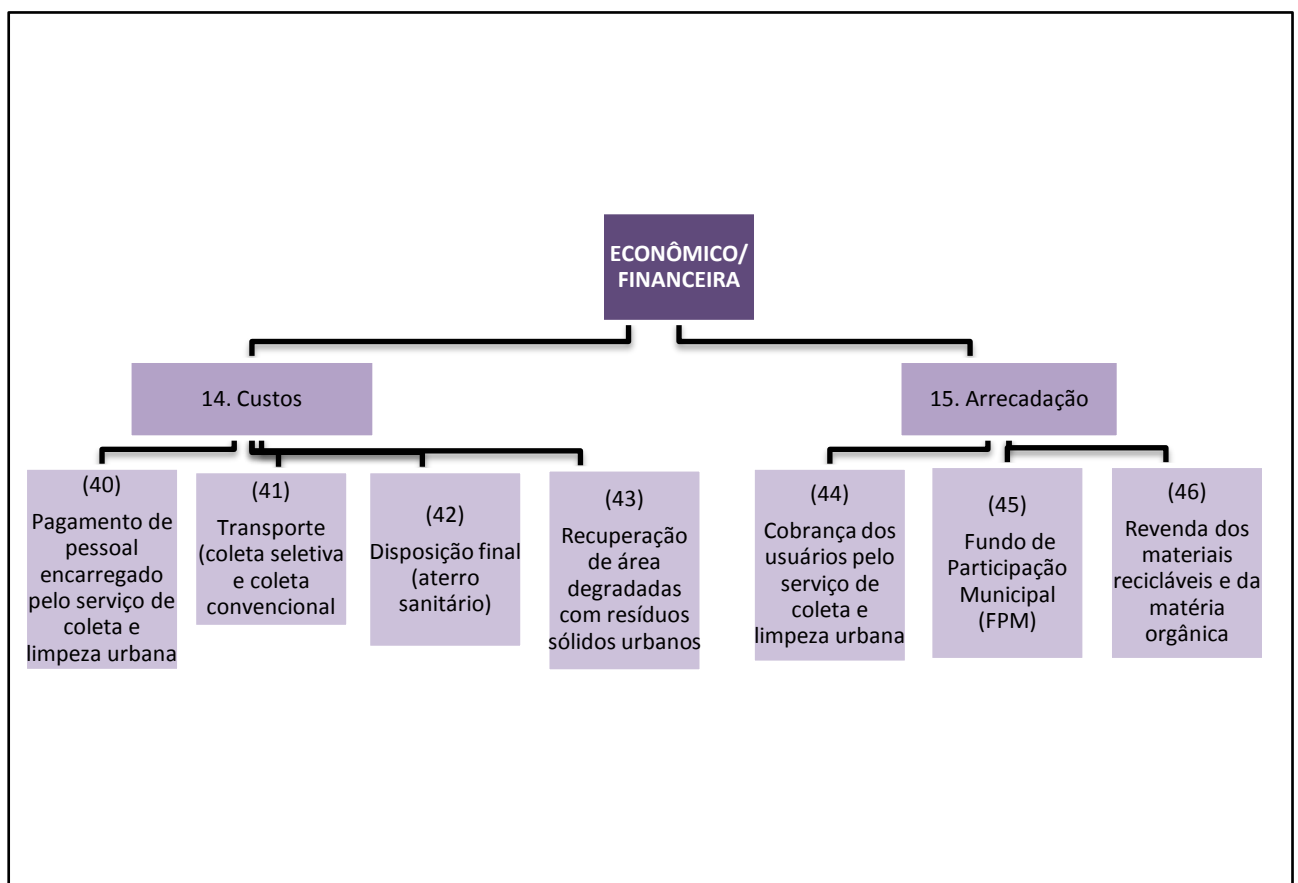 ECONÔMICO/
FINANCEIRA
14. Custos
15. Arrecadação
(40)
Pagamento de
pessoal
encarregado
pelo serviço de
coleta e
limpeza urbana
(41)
Transporte
(coleta seletiva
e coleta
convencional
(42)
Disposição final
(aterro
sanitário)
(43)
Recuperação
de área
degradadas
com resíduos
sólidos urbanos
(44)
Cobrança dos
usuários pelo
serviço de
coleta e
limpeza urbana
(45)
Fundo de
Participação
Municipal
(FPM)
(46)
Revenda dos
materiais
recicláveis e da
matéria
orgânica